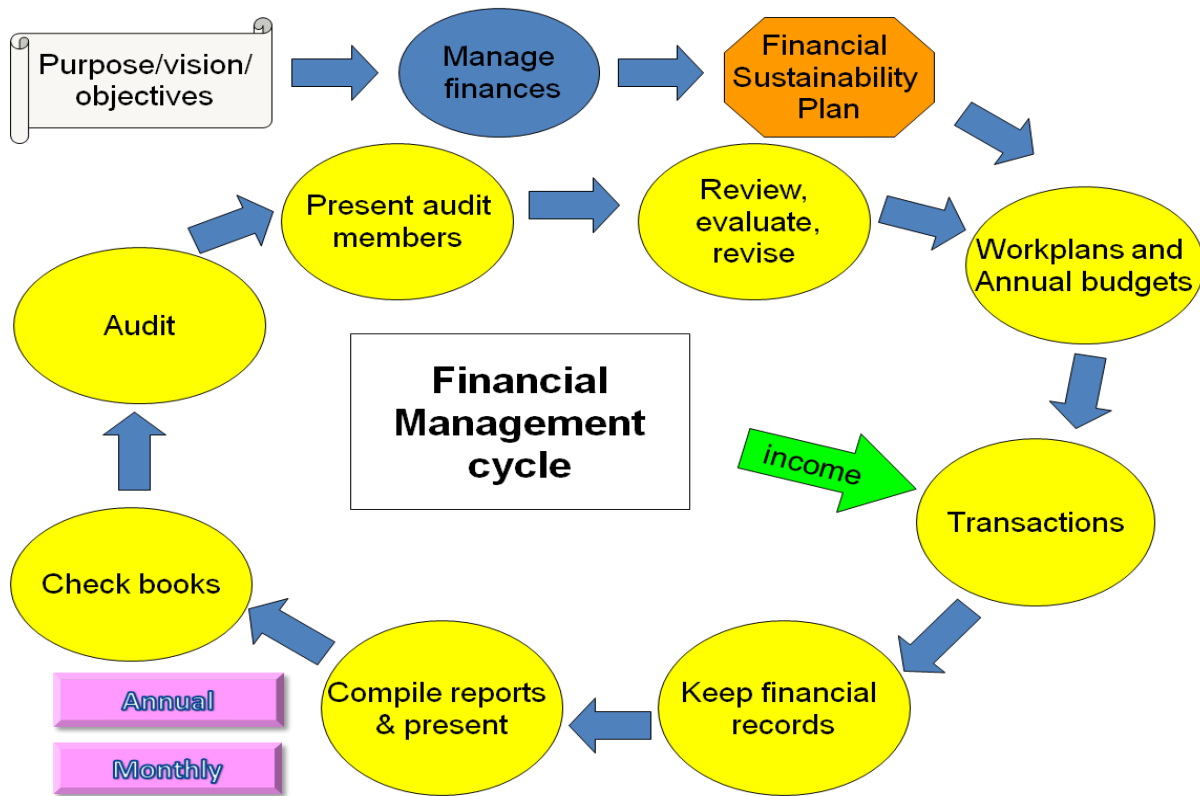 Purpose/vision/
objectives
Manage
finances
Financial
Sustainability
Plan
Present audit
members
Review,
evaluate,
revise
Workplans and
Annual budgets
Audit
Financial
Management
cycle
income
Transactions
Check books
Compile reports
& present
Keep financial
records
Annual
Monthly